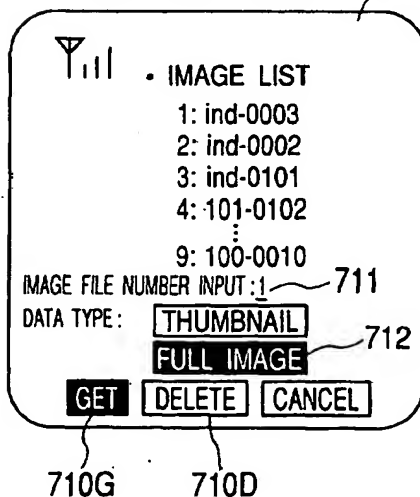 · IMAGE LIST
1: ind-0003
2: ind-0002
3: ind-0101
4: 101-0102
⋮
9: 100-0010
IMAGE FILE NUMBER INPUT : 1 711
DATA TYPE : THUMBNAIL
FULL IMAGE 712
GET DELETE CANCEL
710G 710D